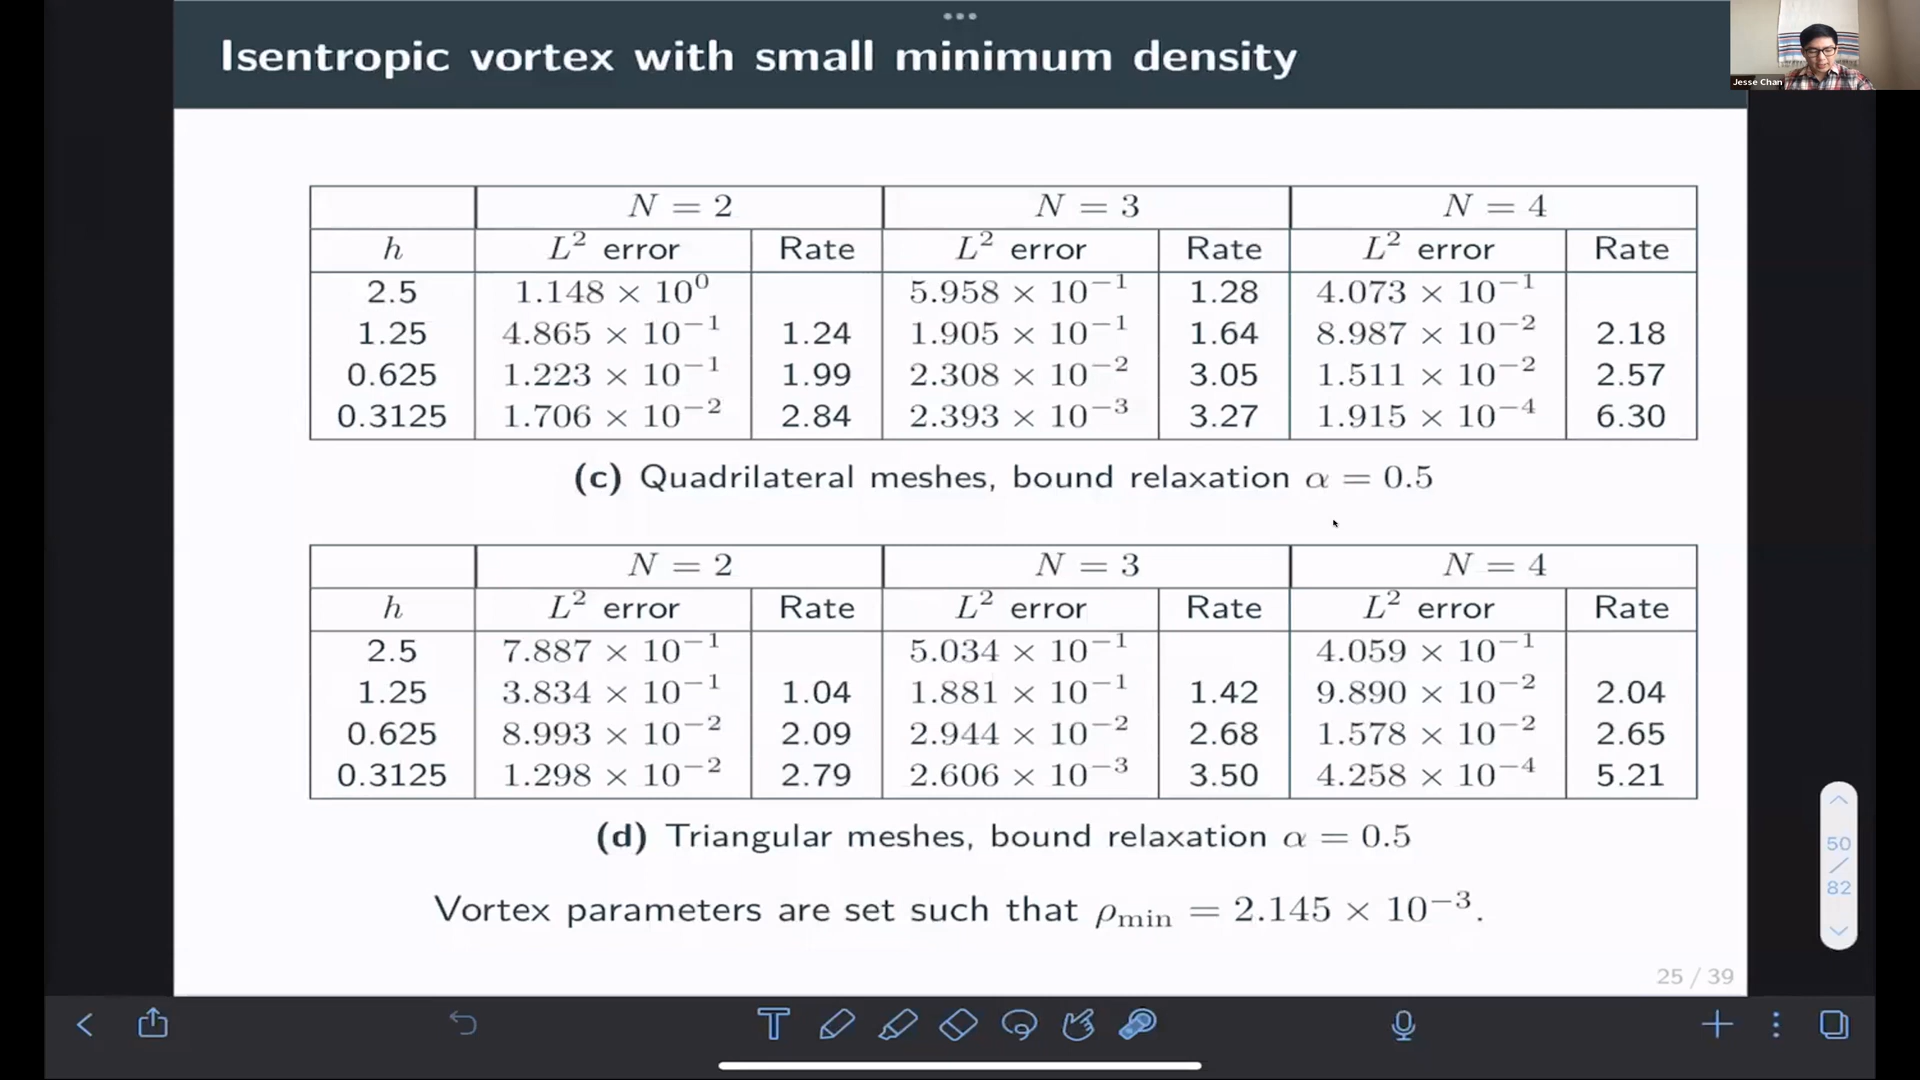 Isentropic vortex with small minimum density
Jesse Chan
N = 2 N = 3 N = 4
h L² error Rate L² error Rate L² error Rate
2.5 1.148 × 10⁰ 5.958 × 10⁻¹ 1.28 4.073 × 10⁻¹
1.25 4.865 × 10⁻¹ 1.24 1.905 × 10⁻¹ 1.64 8.987 × 10⁻² 2.18
0.625 1.223 × 10⁻¹ 1.99 2.308 × 10⁻² 3.05 1.511 × 10⁻² 2.57
0.3125 1.706 × 10⁻² 2.84 2.393 × 10⁻³ 3.27 1.915 × 10⁻⁴ 6.30
(c) Quadrilateral meshes, bound relaxation α = 0.5
N = 2 N = 3 N = 4
h L² error Rate L² error Rate L² error Rate
2.5 7.887 × 10⁻¹ 5.034 × 10⁻¹ 4.059 × 10⁻¹
1.25 3.834 × 10⁻¹ 1.04 1.881 × 10⁻¹ 1.42 9.890 × 10⁻² 2.04
0.625 8.993 × 10⁻² 2.09 2.944 × 10⁻² 2.68 1.578 × 10⁻² 2.65
0.3125 1.298 × 10⁻² 2.79 2.606 × 10⁻³ 3.50 4.258 × 10⁻⁴ 5.21
(d) Triangular meshes, bound relaxation α = 0.5
Vortex parameters are set such that ρmin = 2.145 × 10⁻³.
50
/
82
25 / 39